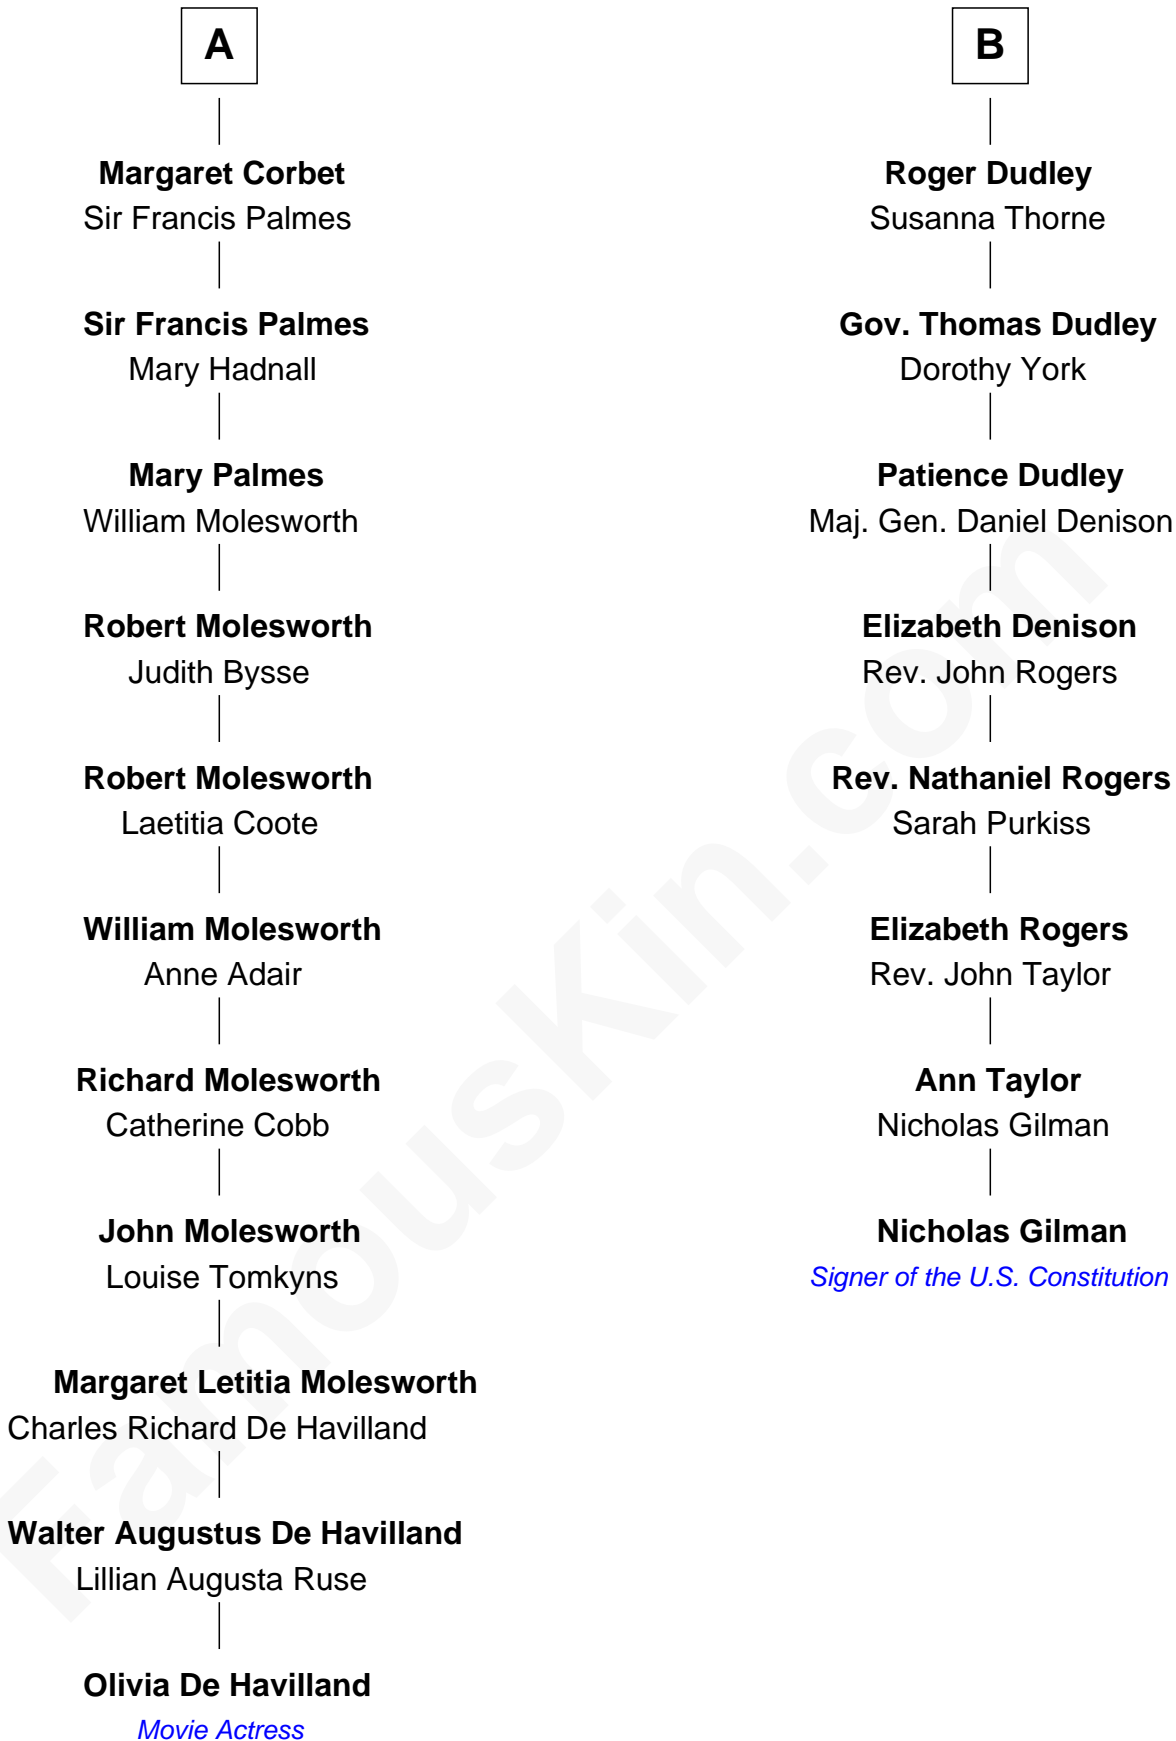 A
Margaret Corbet
Sir Francis Palmes
Sir Francis Palmes
Mary Hadnall
Mary Palmes
William Molesworth
Robert Molesworth
Judith Bysse
Robert Molesworth
Laetitia Coote
William Molesworth
Anne Adair
Richard Molesworth
Catherine Cobb
John Molesworth
Louise Tomkyns
Margaret Letitia Molesworth
Charles Richard De Havilland
Walter Augustus De Havilland
Lillian Augusta Ruse
Olivia De Havilland
Movie Actress
B
Roger Dudley
Susanna Thorne
Gov. Thomas Dudley
Dorothy York
Patience Dudley
Maj. Gen. Daniel Denison
Elizabeth Denison
Rev. John Rogers
Rev. Nathaniel Rogers
Sarah Purkiss
Elizabeth Rogers
Rev. John Taylor
Ann Taylor
Nicholas Gilman
Nicholas Gilman
Signer of the U.S. Constitution
FamousKin.com